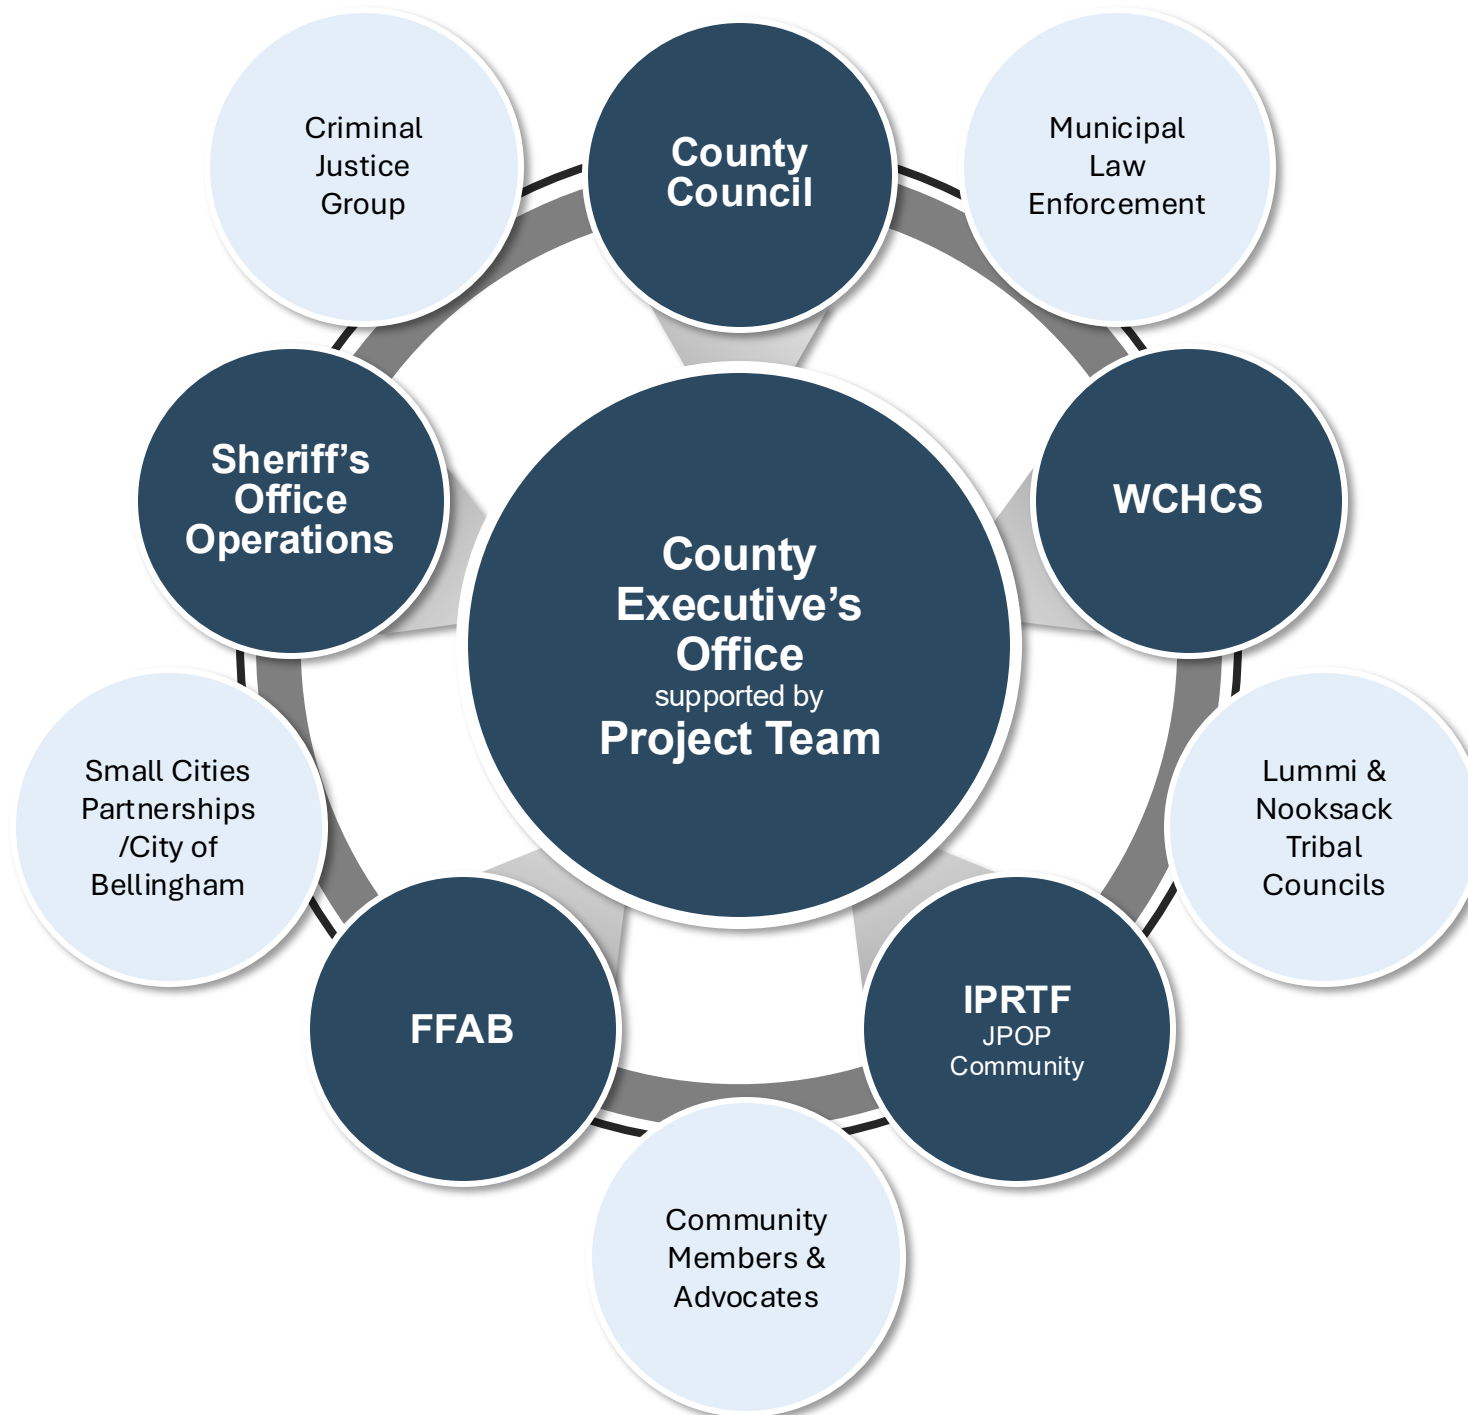 Criminal
Justice
Group
County
Council
Municipal
Law
Enforcement
Sheriff’s
Office
Operations
WCHCS
County
Executive’s
Office
supported by
Project Team
Small Cities
Partnerships
/City of
Bellingham
Lummi &
Nooksack
Tribal
Councils
FFAB
IPRTF
JPOP
Community
Community
Members &
Advocates